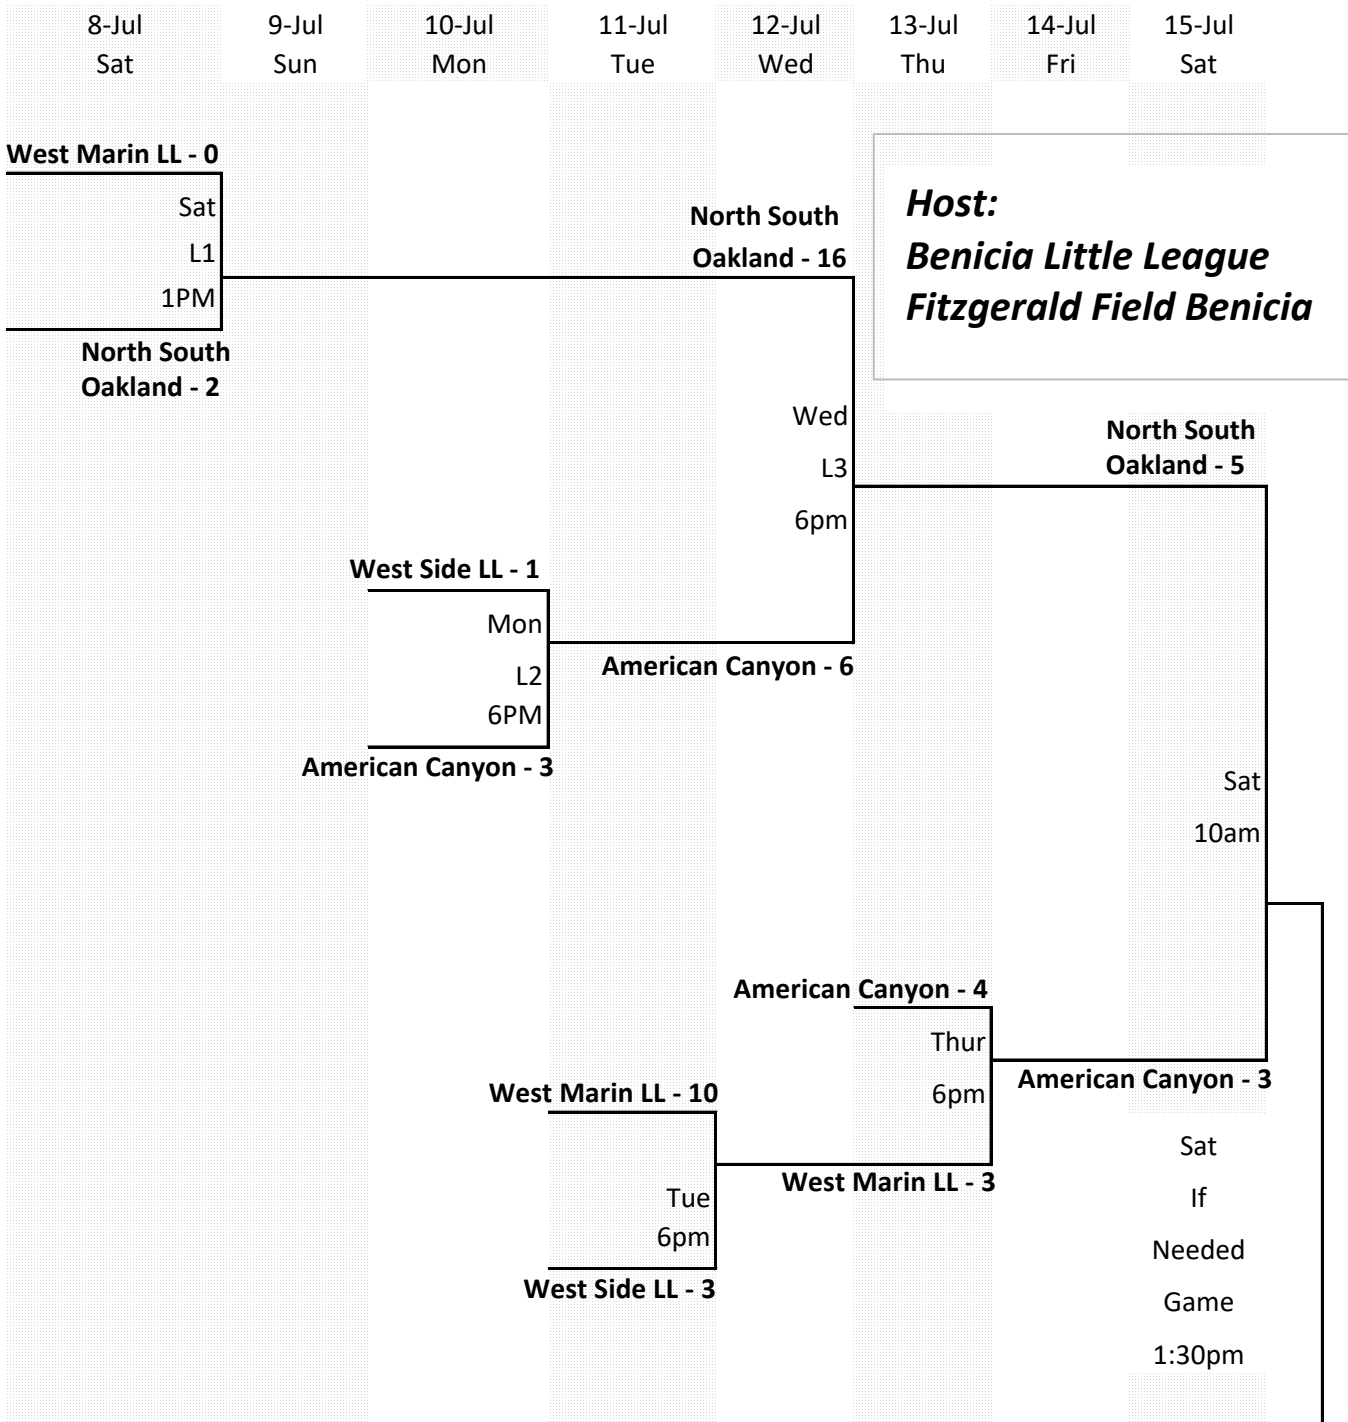 8-Jul 9-Jul 10-Jul 11-Jul 12-Jul 13-Jul 14-Jul 15-Jul
Sat Sun Mon Tue Wed Thu Fri Sat
West Marin LL - 0
Sat
L1
1PM
North South
Oakland - 2
North South
Oakland - 16
Host:
Benicia Little League
Fitzgerald Field Benicia
Wed
L3
6pm
North South
Oakland - 5
West Side LL - 1
Mon
L2
6PM
American Canyon - 3
American Canyon - 6
Sat
10am
American Canyon - 4
Thur
6pm
American Canyon - 3
West Marin LL - 10
Tue
6pm
West Side LL - 3
West Marin LL - 3
Sat
If
Needed
Game
1:30pm